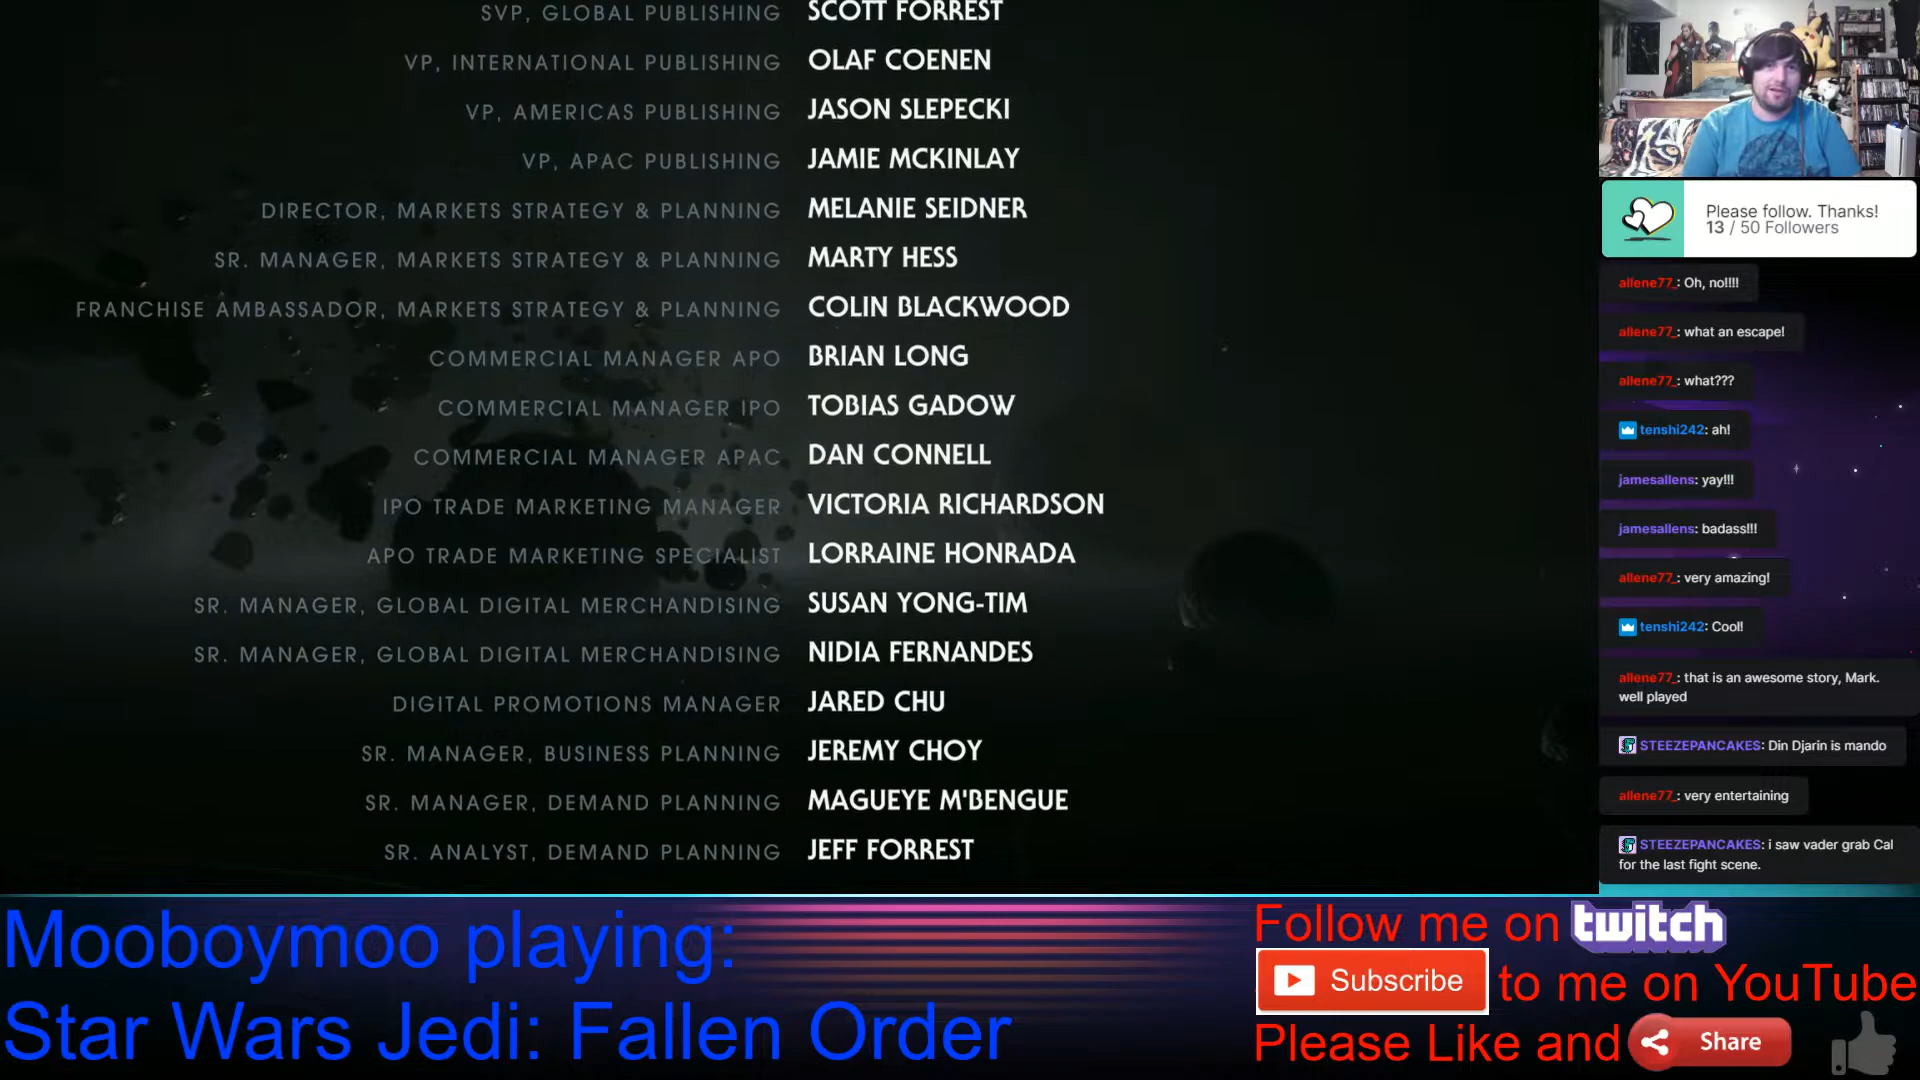 SVP, GLOBAL PUBLISHING SCOTT FORREST
VP, INTERNATIONAL PUBLISHING OLAF COENEN
VP, AMERICAS PUBLISHING JASON SLEPECKI
VP, APAC PUBLISHING JAMIE MCKINLAY
DIRECTOR, MARKETS STRATEGY & PLANNING MELANIE SEIDNER
SR. MANAGER, MARKETS STRATEGY & PLANNING MARTY HESS
FRANCHISE AMBASSADOR, MARKETS STRATEGY & PLANNING COLIN BLACKWOOD
COMMERCIAL MANAGER APO BRIAN LONG
COMMERCIAL MANAGER IPO TOBIAS GADOW
COMMERCIAL MANAGER APAC DAN CONNELL
IPO TRADE MARKETING MANAGER VICTORIA RICHARDSON
APO TRADE MARKETING SPECIALIST LORRAINE HONRADA
SR. MANAGER, GLOBAL DIGITAL MERCHANDISING SUSAN YONG-TIM
SR. MANAGER, GLOBAL DIGITAL MERCHANDISING NIDIA FERNANDES
DIGITAL PROMOTIONS MANAGER JARED CHU
SR. MANAGER, BUSINESS PLANNING JEREMY CHOY
SR. MANAGER, DEMAND PLANNING MAGUEYE M'BENGUE
SR. ANALYST, DEMAND PLANNING JEFF FORREST
Please follow. Thanks!
13 / 50 Followers
allene77_: Oh, no!!!!
allene77_: what an escape!
allene77_: what???
tenshi242: ah!
jamesallens: yay!!!
jamesallens: badass!!!
allene77_: very amazing!
tenshi242: Cool!
allene77_: that is an awesome story, Mark.
well played
STEEZEPANCAKES: Din Djarin is mando
allene77_: very entertaining
STEEZEPANCAKES: i saw vader grab Cal
for the last fight scene.
Mooboymoo playing:
Star Wars Jedi: Fallen Order
Follow me on twitch
Subscribe to me on YouTube
Please Like and Share